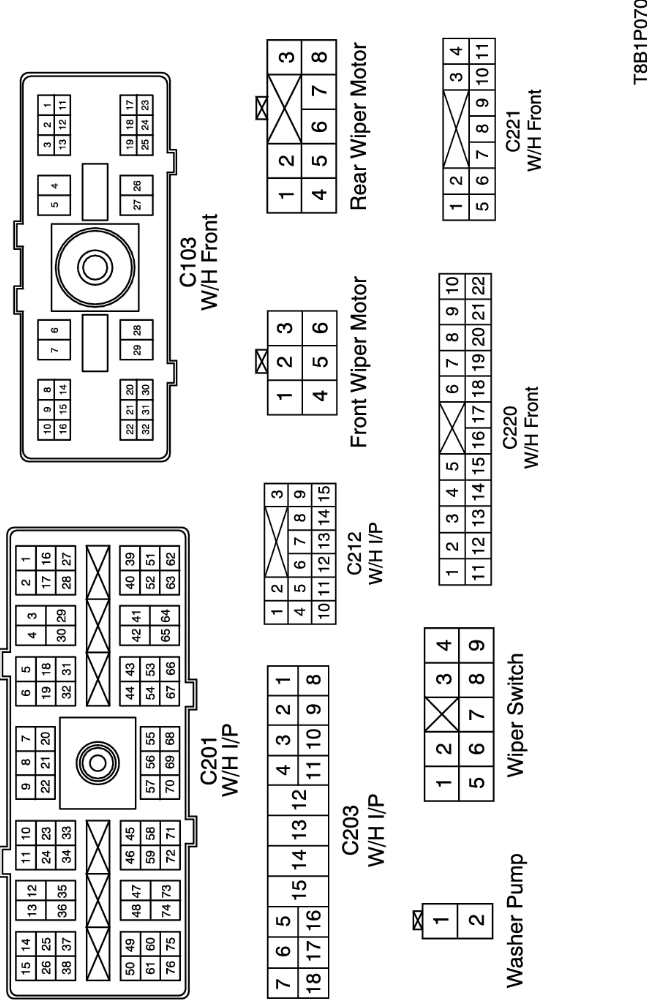 15 14 13 12 11 10 9 8 7 6 5 4 3 2 1
26 25 24 23 22 21 20 19 18 17 16
38 37 36 35 34 33 32 31 30 29 28 27
50 49 48 47 46 45 44 43 42 41 40 39
61 60 59 58 57 56 55 54 53 52 51
76 75 74 73 72 71 70 69 68 67 66 65 64 63 62
C201
W/H I/P
10 9 8 7 6 5 4 3 2 1
16 15 14 13 12 11
22 21 20 29 28 27 26 19 18 17
32 31 30 25 24 23
C103
W/H Front
7 6 5 15 14 13 12 4 3 2 1
18 17 16 11 10 9 8
C203
W/H I/P
1 2 3
4 5 6 7 8 9
10 11 12 13 14 15
C212
W/H I/P
1 2 3
4 5 6
Front Wiper Motor
1 2 3
4 5 6 7 8
Rear Wiper Motor
1
2
Washer Pump
1 2 3 4
5 6 7 8 9
Wiper Switch
1 2 3 4 5 6 7 8 9 10
11 12 13 14 15 16 17 18 19 20 21 22
C220
W/H Front
1 2 3 4
5 6 7 8 9 10 11
C221
W/H Front
T8B1P070